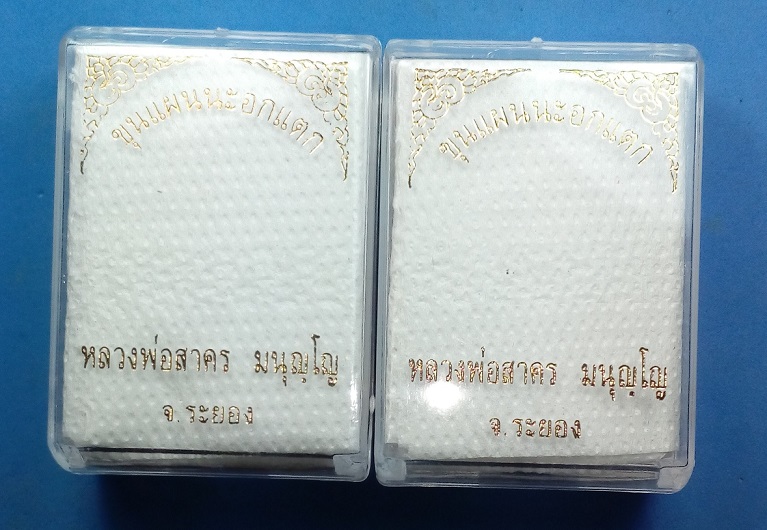 ขุนแผนนะอกแตก
หลวงพ่อสาคร มนุญฺโญ
จ.ระยอง
ขุนแผนนะอกแตก
หลวงพ่อสาคร มนุญฺโญ
จ.ระยอง